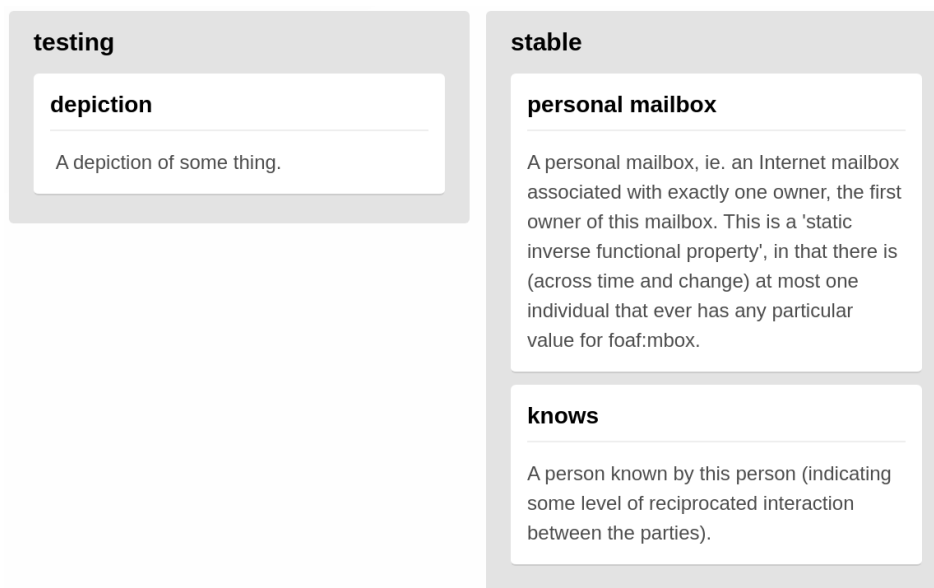 testing
depiction
A depiction of some thing.
stable
personal mailbox
A personal mailbox, ie. an Internet mailbox
associated with exactly one owner, the first
owner of this mailbox. This is a 'static
inverse functional property', in that there is
(across time and change) at most one
individual that ever has any particular
value for foaf:mbox.
knows
A person known by this person (indicating
some level of reciprocated interaction
between the parties).